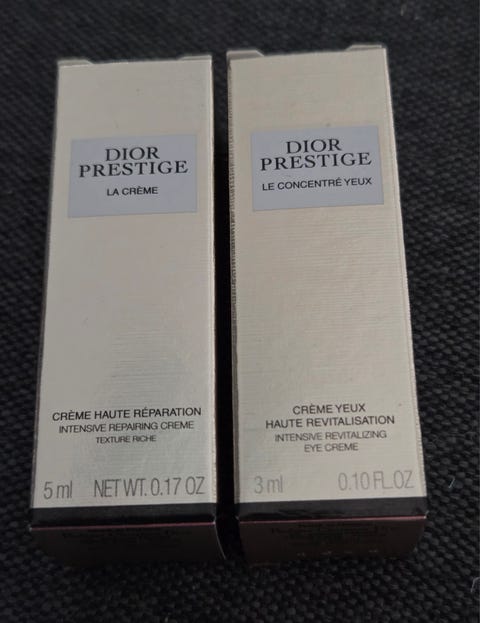 DIOR
PRESTIGE
LA CRÈME
CRÈME HAUTE RÉPARATION
INTENSIVE REPAIRING CREME
TEXTURE RICHE
5 ml NET WT. 0.17 OZ
DIOR
PRESTIGE
LE CONCENTRÉ YEUX
CRÈME YEUX
HAUTE REVITALISATION
INTENSIVE REVITALIZING
EYE CREME
3 ml 0.10 FL.OZ